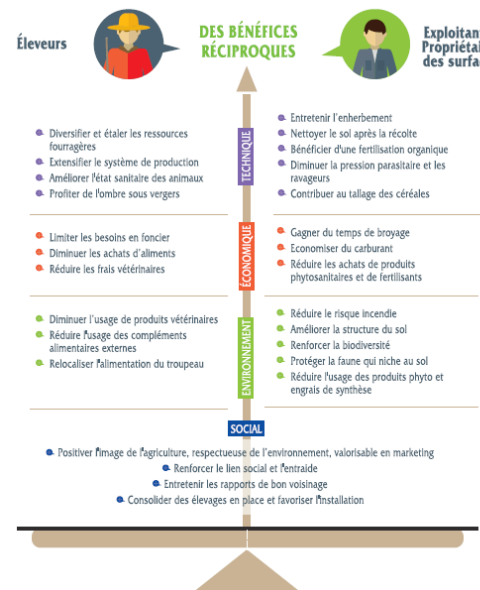 Éleveurs
DES BÉNÉFICES
RÉCIPROQUES
Exploitant
Propriétai
des surfa
TECHNIQUE
Diversifier et étaler les ressources
fourragères
Extensifier le système de production
Améliorer l'état sanitaire des animaux
Profiter de l'ombre sous vergers
Entretenir l'enherbement
Nettoyer le sol après la récolte
Bénéficier d'une fertilisation organique
Diminuer la pression parasitaire et les
ravageurs
Contribuer au tallage des céréales
ÉCONOMIQUE
Limiter les besoins en foncier
Diminuer les achats d'aliments
Réduire les frais vétérinaires
Gagner du temps de broyage
Economiser du carburant
Réduire les achats de produits
phytosanitaires et de fertilisants
ENVIRONNEMENT
Diminuer l'usage de produits vétérinaires
Réduire l'usage des compléments
alimentaires externes
Relocaliser l'alimentation du troupeau
Réduire le risque incendie
Améliorer la structure du sol
Renforcer la biodiversité
Protéger la faune qui niche au sol
Réduire l'usage des produits phyto et
engrais de synthèse
SOCIAL
Positiver l'image de l'agriculture, respectueuse de l'environnement, valorisable en marketing
Renforcer le lien social et l'entraide
Entretenir les rapports de bon voisinage
Consolider des élevages en place et favoriser l'installation